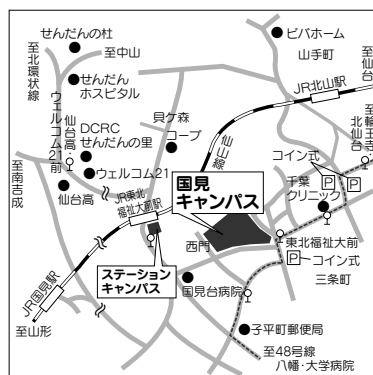 せんだんの杜
至中山
至北環状線
せんだん
ホスピタル
ウェルコム21前
仙台高・
DCRC
せんだんの里
ウェルコム21
仙台高
至南吉成
貝ケ森
コープ
仙山線
ビバホーム
山手町
JR北山駅
至仙台
至輪王寺
北仙台
コイン式
P
P
千葉
クリニック
国見
キャンパス
JR東北
福祉大前駅
西門
東北福祉大前
P コイン式
三条町
ステーション
キャンパス
国見台病院
JR国見駅
至山形
子平町郵便局
至48号線
八幡・大学病院